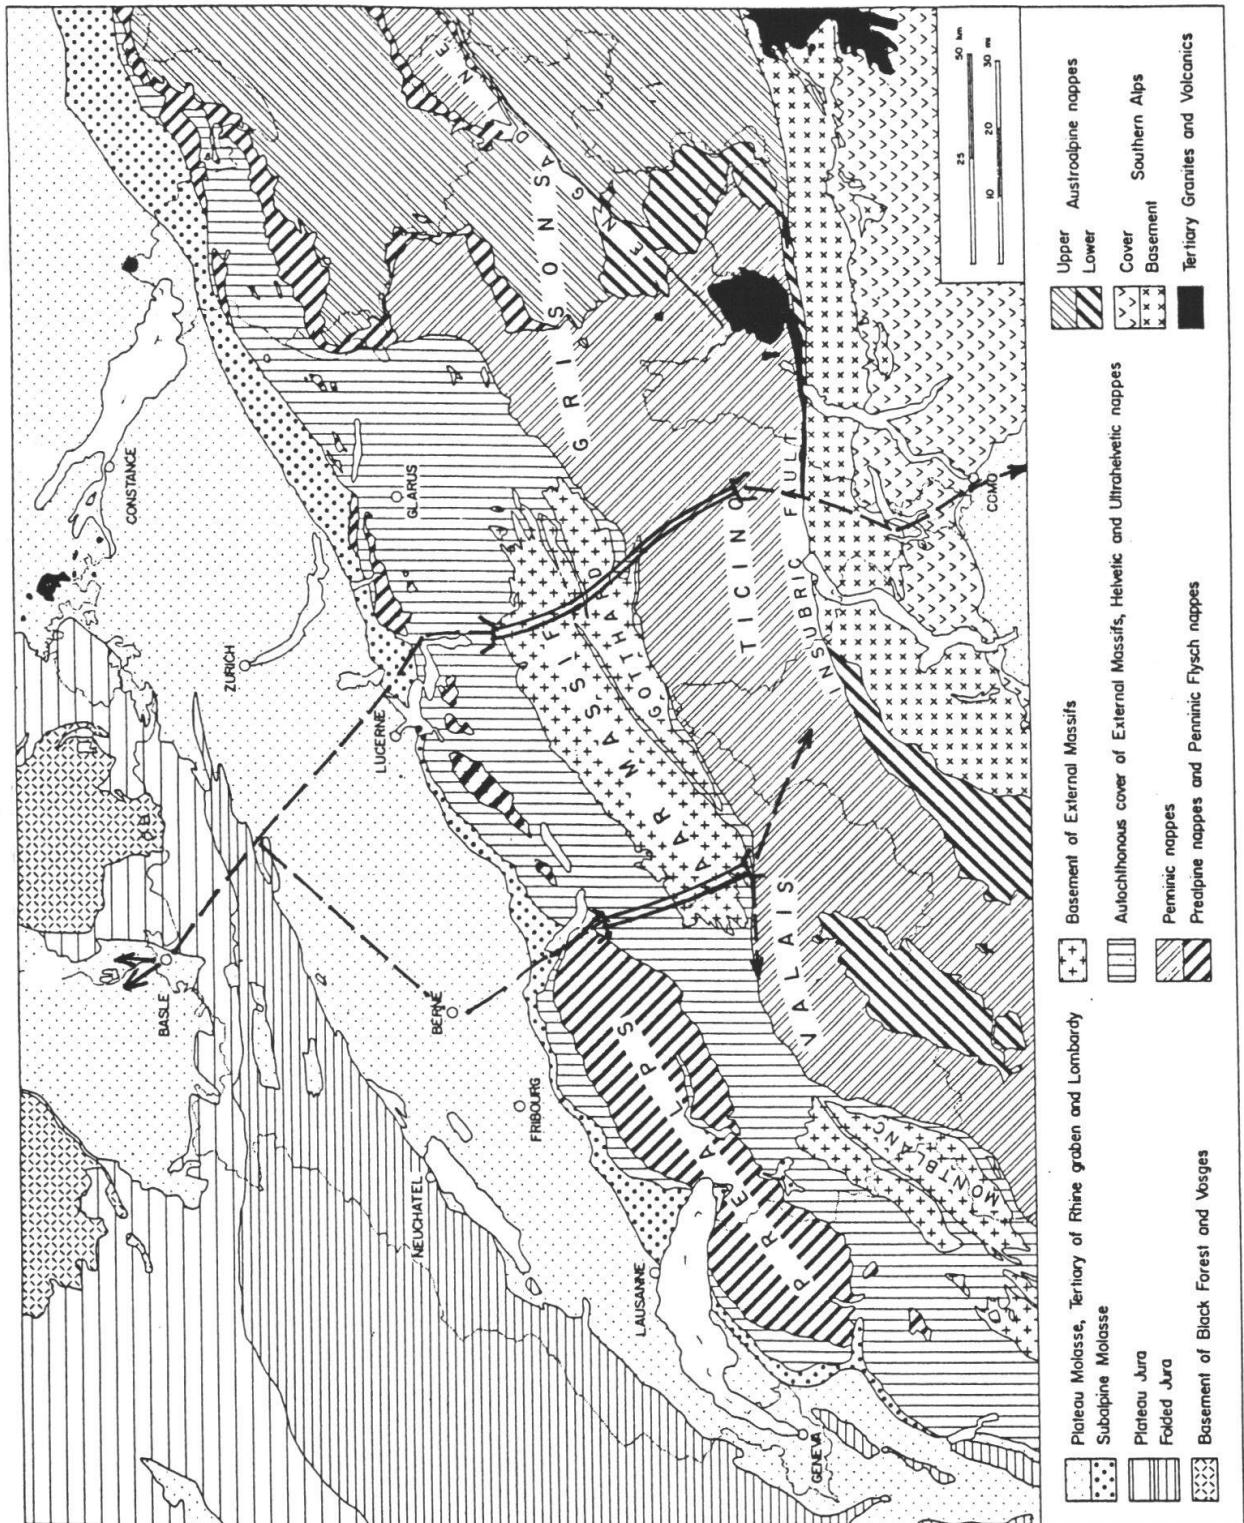 BASLE
CONSTANCE
ZURICH
LUCERNE
GLARUS
BERNE
NEUCHATEL
FRIBOURG
LAUSANNE
GENEVA
PREALPS
AAR MASSIF
GOTTHARD
MONTBLANC
VALAIS
TICINO
GRISONS
ENGADINE
INSUBRIC FAULT
COMO
25 50 km
10 20 30 mi
Plateau Molasse, Tertiary of Rhine graben and Lombardy
Subalpine Molasse
Plateau Jura
Folded Jura
Basement of Black Forest and Vosges
Basement of External Massifs
Autochthonous cover of External Massifs, Helvetic and Ultrahelvetic nappes
Penninic nappes
Prealpine nappes and Penninic Flysch nappes
Upper Austroalpine nappes
Lower
Cover Southern Alps
Basement
Tertiary Granites and Volcanics